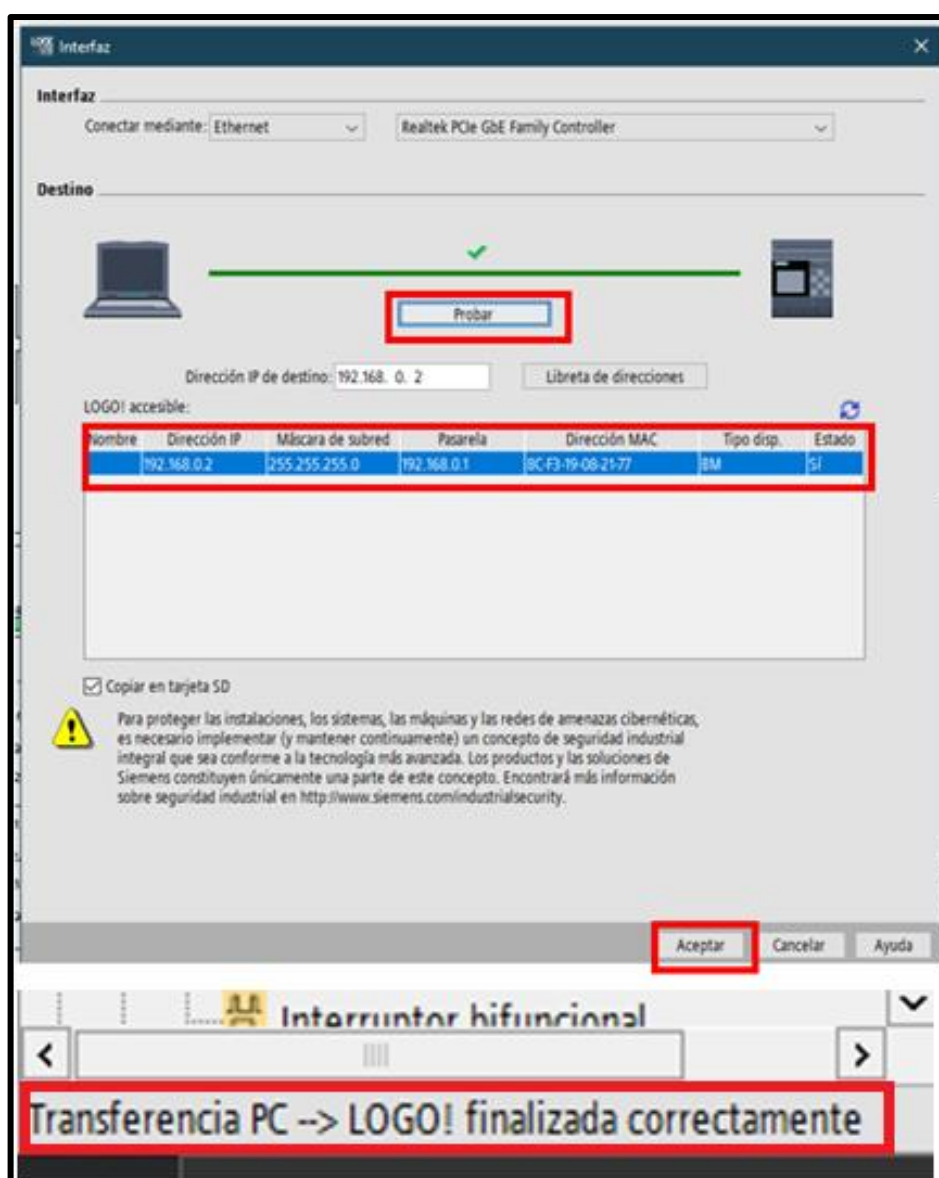 Interfaz
Interfaz
Conectar mediante: Ethernet Realtek PCIe GbE Family Controller
Destino
Probar
Dirección IP de destino: 192.168. 0. 2 Libreta de direcciones
LOGO! accesible:
Nombre Dirección IP Máscara de subred Pasarela Dirección MAC Tipo disp. Estado
192.168.0.2 255.255.255.0 192.168.0.1 8C-F3-19-08-21-77 BM Sí
Copiar en tarjeta SD
Para proteger las instalaciones, los sistemas, las máquinas y las redes de amenazas cibernéticas,
es necesario implementar (y mantener continuamente) un concepto de seguridad industrial
integral que sea conforme a la tecnología más avanzada. Los productos y las soluciones de
Siemens constituyen únicamente una parte de este concepto. Encontrará más información
sobre seguridad industrial en http://www.siemens.com/industrialsecurity.
Aceptar Cancelar Ayuda
Interruptor bifuncional
Transferencia PC --> LOGO! finalizada correctamente